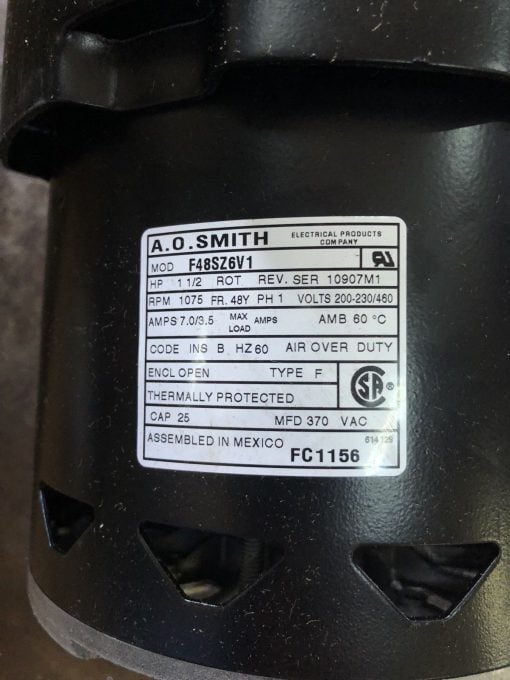 A.O.SMITH ELECTRICAL PRODUCTS COMPANY
MOD F48SZ6V1
HP 1 1/2 ROT REV. SER 10907M1
RPM 1075 FR. 48Y PH 1 VOLTS 200-230/460
AMPS 7.0/3.5 MAX LOAD AMPS AMB 60 °C
CODE INS B HZ 60 AIR OVER DUTY
ENCL OPEN TYPE F
THERMALLY PROTECTED
SA
CAP 25 MFD 370 VAC
ASSEMBLED IN MEXICO
FC1156